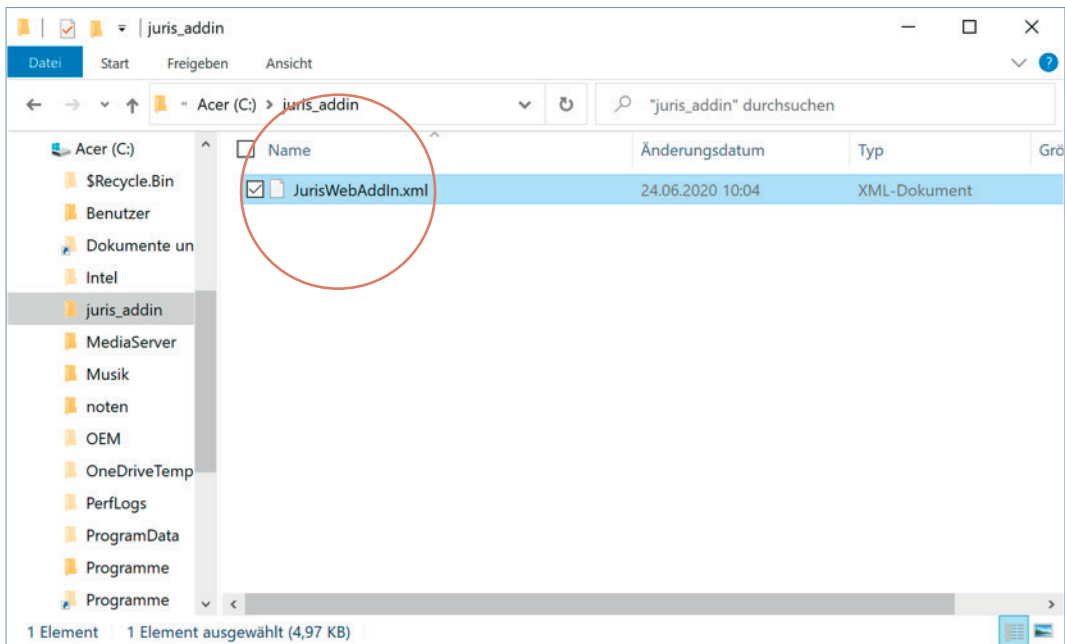 juris_addin
Datei Start Freigeben Ansicht
« Acer (C:) > juris_addin "juris_addin" durchsuchen
Acer (C:)
$Recycle.Bin
Benutzer
Dokumente un
Intel
juris_addin
MediaServer
Musik
noten
OEM
OneDriveTemp
PerfLogs
ProgramData
Programme
Programme
Name Änderungsdatum Typ Grö
JurisWebAddIn.xml 24.06.2020 10:04 XML-Dokument
1 Element 1 Element ausgewählt (4,97 KB)